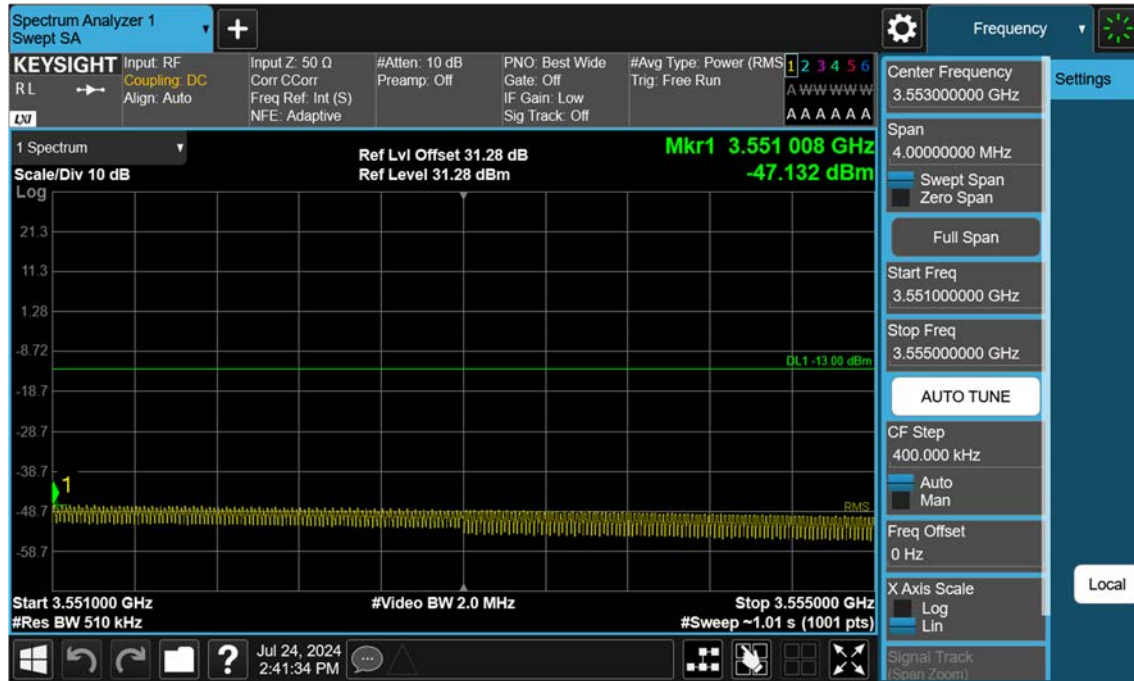 Spectrum Analyzer 1
Swept SA
Frequency
KEYSIGHT
RL
LXI
Input: RF
Coupling: DC
Align: Auto
Input Z: 50 Ω
Corr CCorr
Freq Ref: Int (S)
NFE: Adaptive
#Atten: 10 dB
Preamp: Off
PNO: Best Wide
Gate: Off
IF Gain: Low
Sig Track: Off
#Avg Type: Power (RMS
Trig: Free Run
1 2 3 4 5 6
A W W W W W
A A A A A A
1 Spectrum
Scale/Div 10 dB
Log
Ref Lvl Offset 31.28 dB
Ref Level 31.28 dBm
Mkr1 3.551 008 GHz
-47.132 dBm
21.3
11.3
1.28
-8.72
DL1 -13.00 dBm
-18.7
-28.7
-38.7
1
-48.7
RMS
-58.7
Start 3.551000 GHz
#Res BW 510 kHz
#Video BW 2.0 MHz
Stop 3.555000 GHz
#Sweep ~1.01 s (1001 pts)
Center Frequency
3.553000000 GHz
Settings
Span
4.00000000 MHz
Swept Span
Zero Span
Full Span
Start Freq
3.551000000 GHz
Stop Freq
3.555000000 GHz
AUTO TUNE
CF Step
400.000 kHz
Auto
Man
Freq Offset
0 Hz
X Axis Scale
Log
Lin
Local
Signal Track
(Span Zoom)
?
Jul 24, 2024
2:41:34 PM